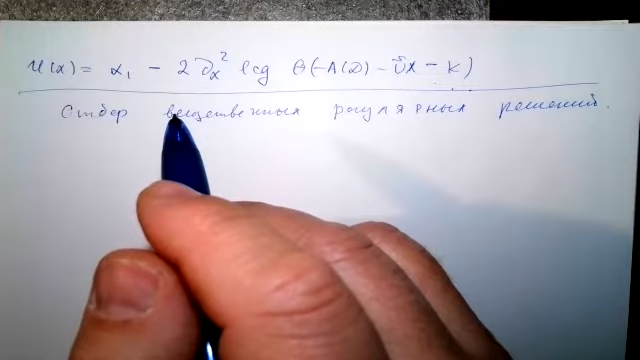 u(x) = α₁ − 2∂ₓ² log θ(−A(D) − Ūx − K)
Отбор вещественных регулярных решений.